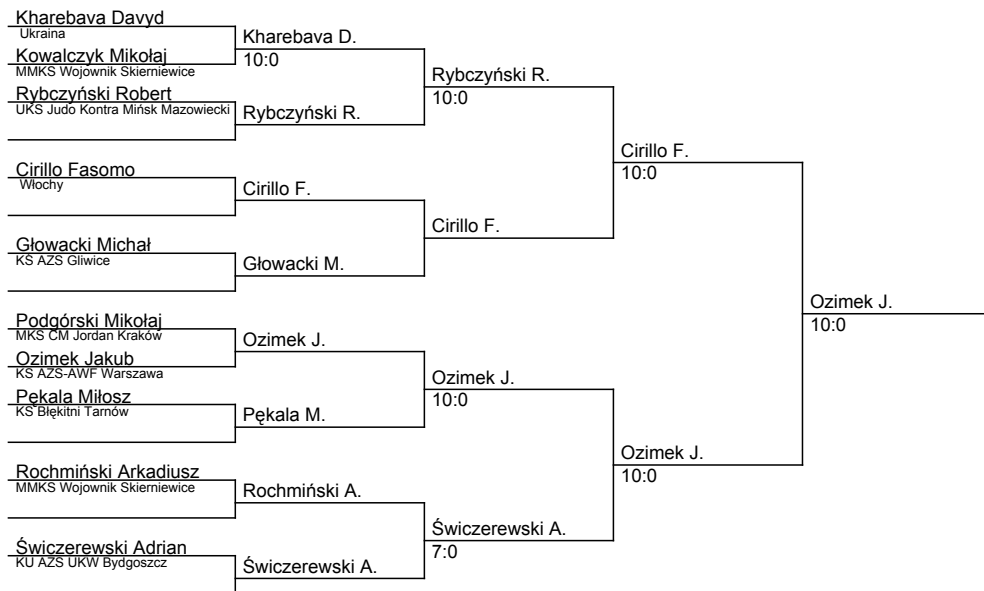 Kharebava Davyd
Ukraina
Kowalczyk Mikołaj
MMKS Wojownik Skierniewice
Rybczyński Robert
UKS Judo Kontra Mińsk Mazowiecki
Cirillo Fasomo
Włochy
Głowacki Michał
KS AZS Gliwice
Podgórski Mikołaj
MKS CM Jordan Kraków
Ozimek Jakub
KS AZS-AWF Warszawa
Pękala Miłosz
KS Błękitni Tarnów
Rochmiński Arkadiusz
MMKS Wojownik Skierniewice
Świczerewski Adrian
KU AZS UKW Bydgoszcz
Kharebava D.
10:0
Rybczyński R.
Cirillo F.
Głowacki M.
Ozimek J.
Pękala M.
Rochmiński A.
Świczerewski A.
Rybczyński R.
10:0
Cirillo F.
Ozimek J.
10:0
Świczerewski A.
7:0
Cirillo F.
10:0
Ozimek J.
10:0
Ozimek J.
10:0